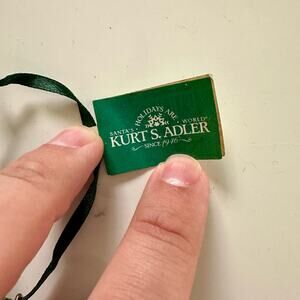 HOLIDAYS ARE
SANTA'S WORLD
KURT S. ADLER
SINCE 1946